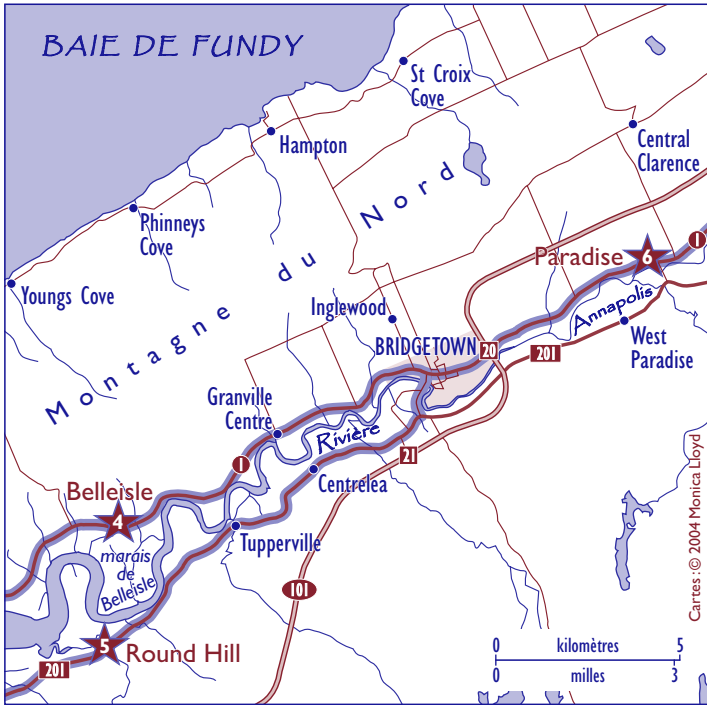 BAIE DE FUNDY
St Croix
Cove
Hampton
Central
Clarence
Phinneys
Cove
Montagne du Nord
1
6
Paradise
Youngs Cove
Annapolis
Inglewood
BRIDGETOWN
20
201
West
Paradise
Granville
Centre
Rivière
21
1
Centrelea
Belleisle
4
Tupperville
marais
de
Belleisle
101
5
Round Hill
201
0 kilomètres 5
0 milles 3
Cartes : © 2004 Monica Lloyd